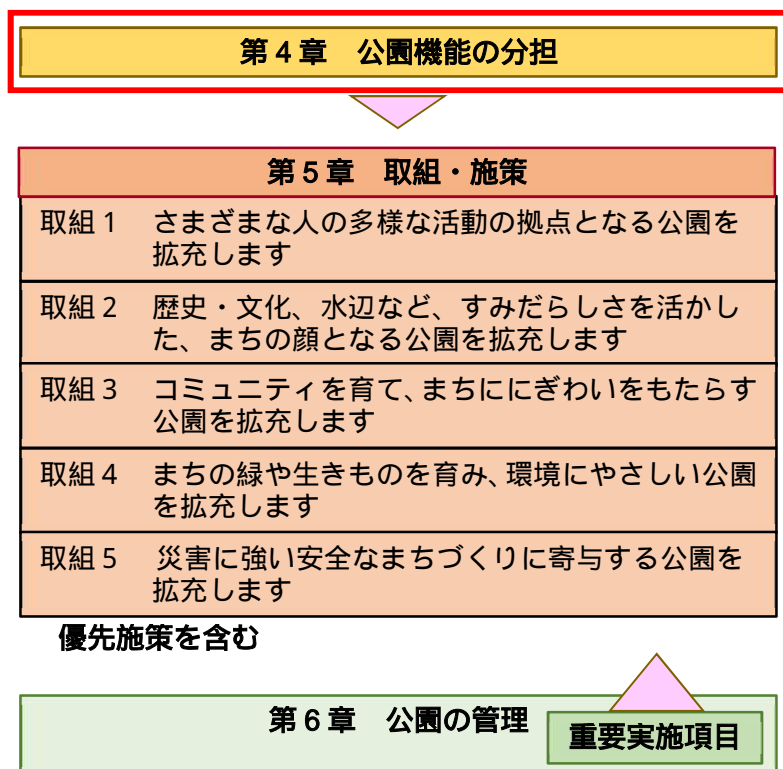 第4章　公園機能の分担
第5章　取組・施策
取組1　さまざまな人の多様な活動の拠点となる公園を
拡充します
取組2　歴史・文化、水辺など、すみだらしさを活かし
た、まちの顔となる公園を拡充します
取組3　コミュニティを育て、まちににぎわいをもたらす
公園を拡充します
取組4　まちの緑や生きものを育み、環境にやさしい公園
を拡充します
取組5　災害に強い安全なまちづくりに寄与する公園を
拡充します
優先施策を含む
第6章　公園の管理
重要実施項目